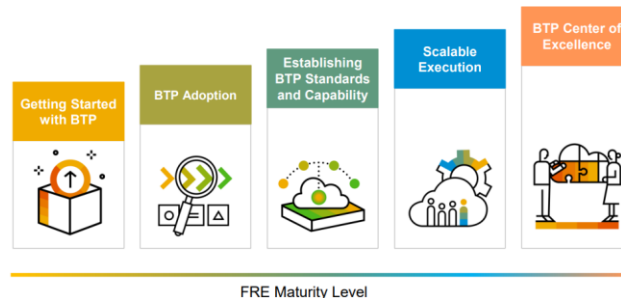 Getting Started
with BTP
BTP Adoption
Establishing
BTP Standards
and Capability
Scalable
Execution
BTP Center of
Excellence
FRE Maturity Level